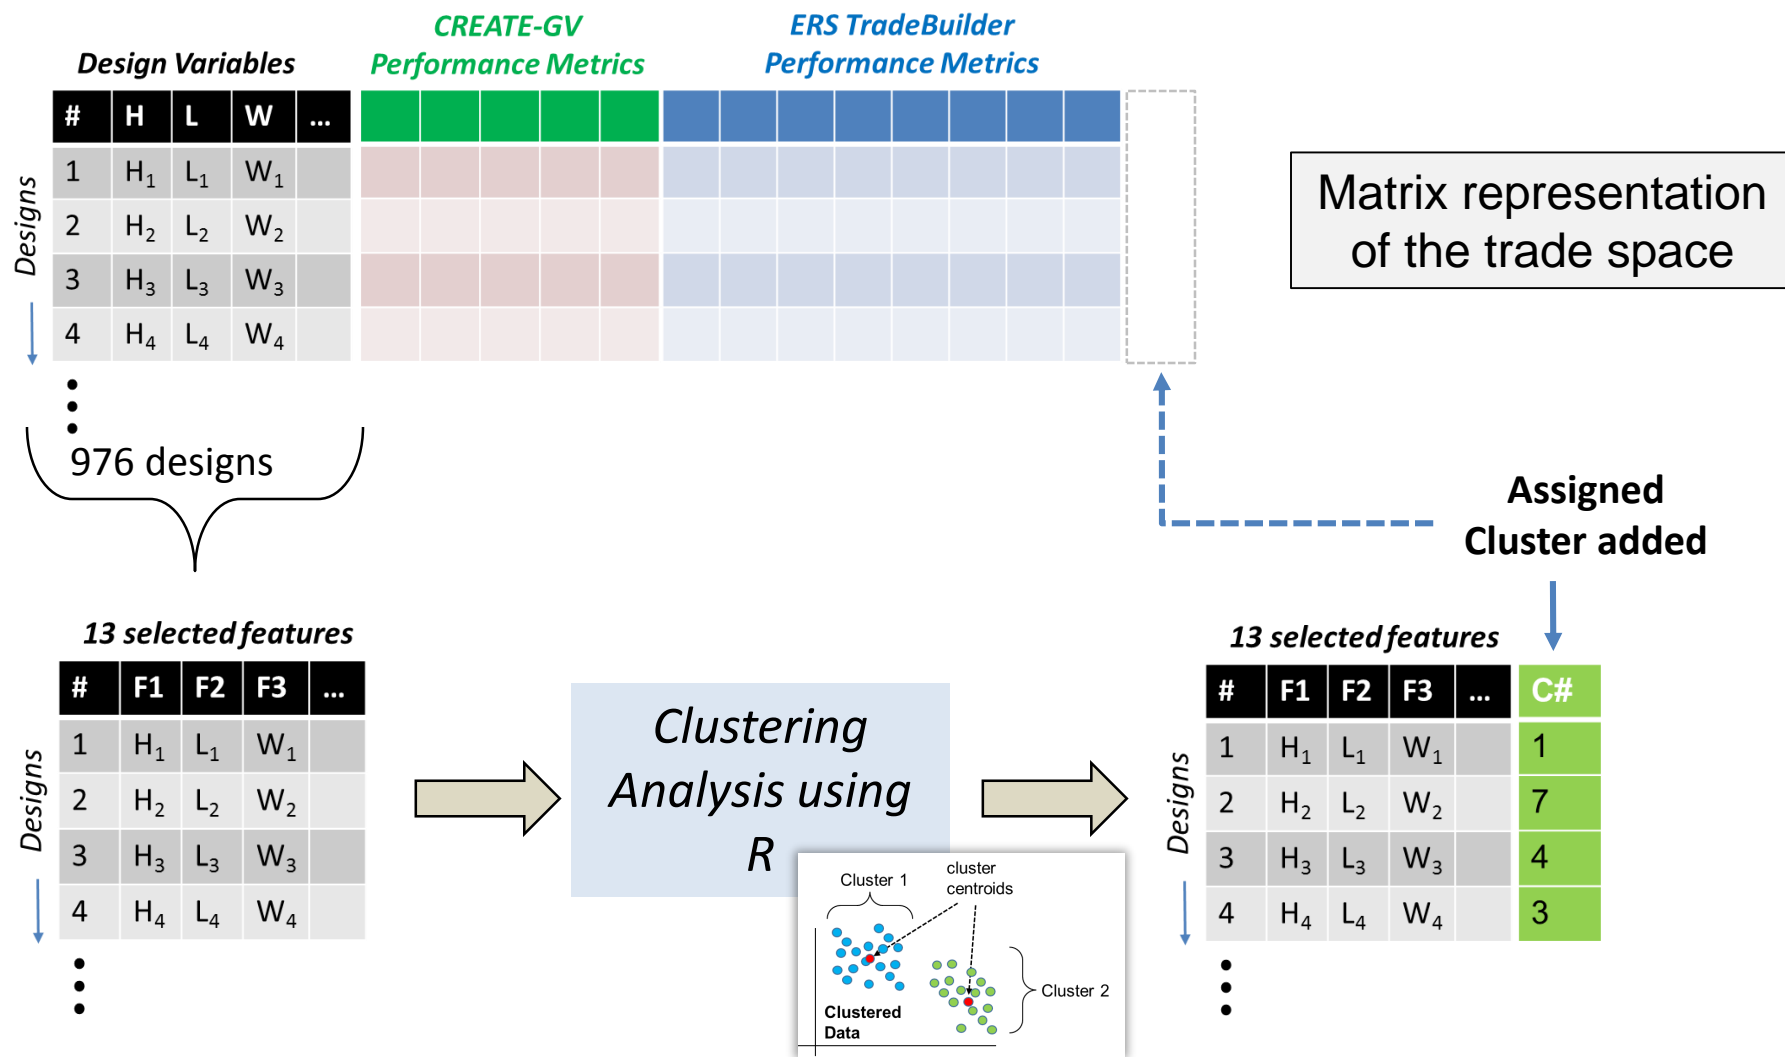 CREATE-GV
Performance Metrics
ERS TradeBuilder
Performance Metrics
Design Variables
# H L W ...
1 H1 L1 W1
2 H2 L2 W2
3 H3 L3 W3
4 H4 L4 W4
Designs
Matrix representation
of the trade space
976 designs
Assigned
Cluster added
13 selected features
# F1 F2 F3 ...
1 H1 L1 W1
2 H2 L2 W2
3 H3 L3 W3
4 H4 L4 W4
Designs
Clustering
Analysis using
R
Cluster 1
cluster
centroids
Cluster 2
Clustered
Data
13 selected features
# F1 F2 F3 ... C#
1 H1 L1 W1 1
2 H2 L2 W2 7
3 H3 L3 W3 4
4 H4 L4 W4 3
Designs